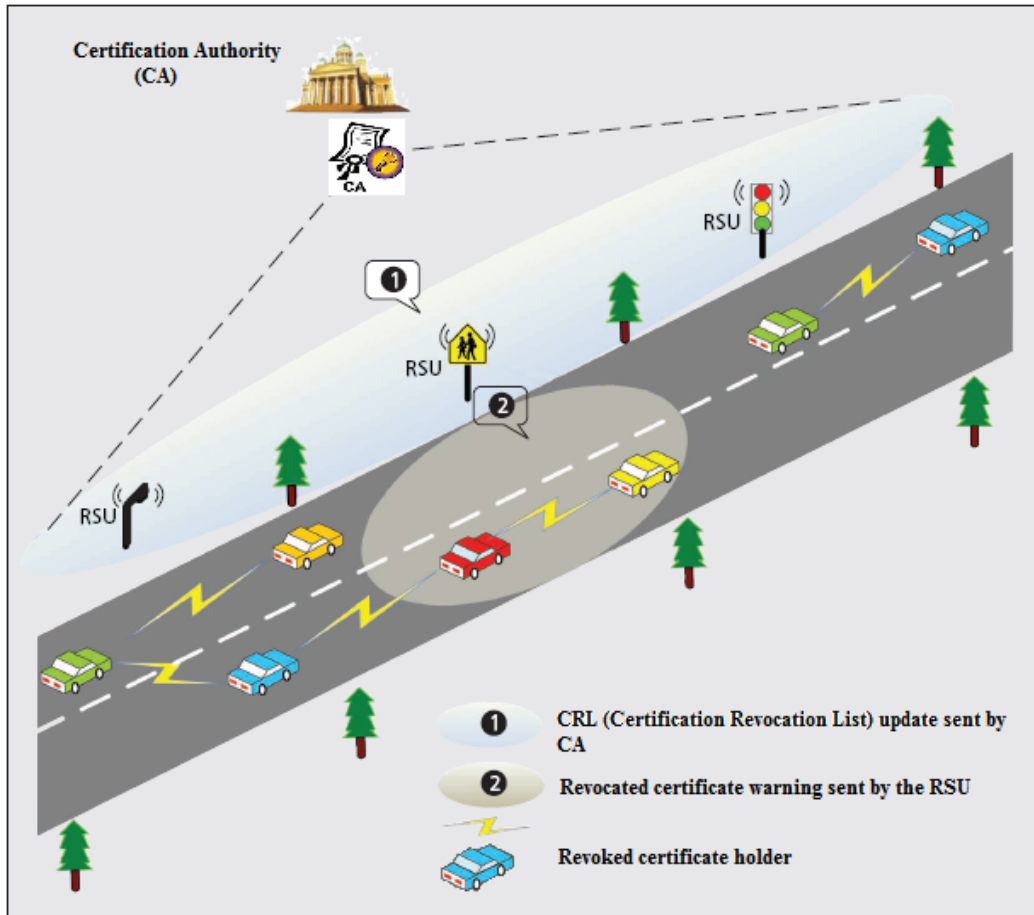 Certification Authority
(CA)
CA
RSU
1
RSU
2
RSU
1
CRL (Certification Revocation List) update sent by
CA
2
Revocated certificate warning sent by the RSU
Revoked certificate holder